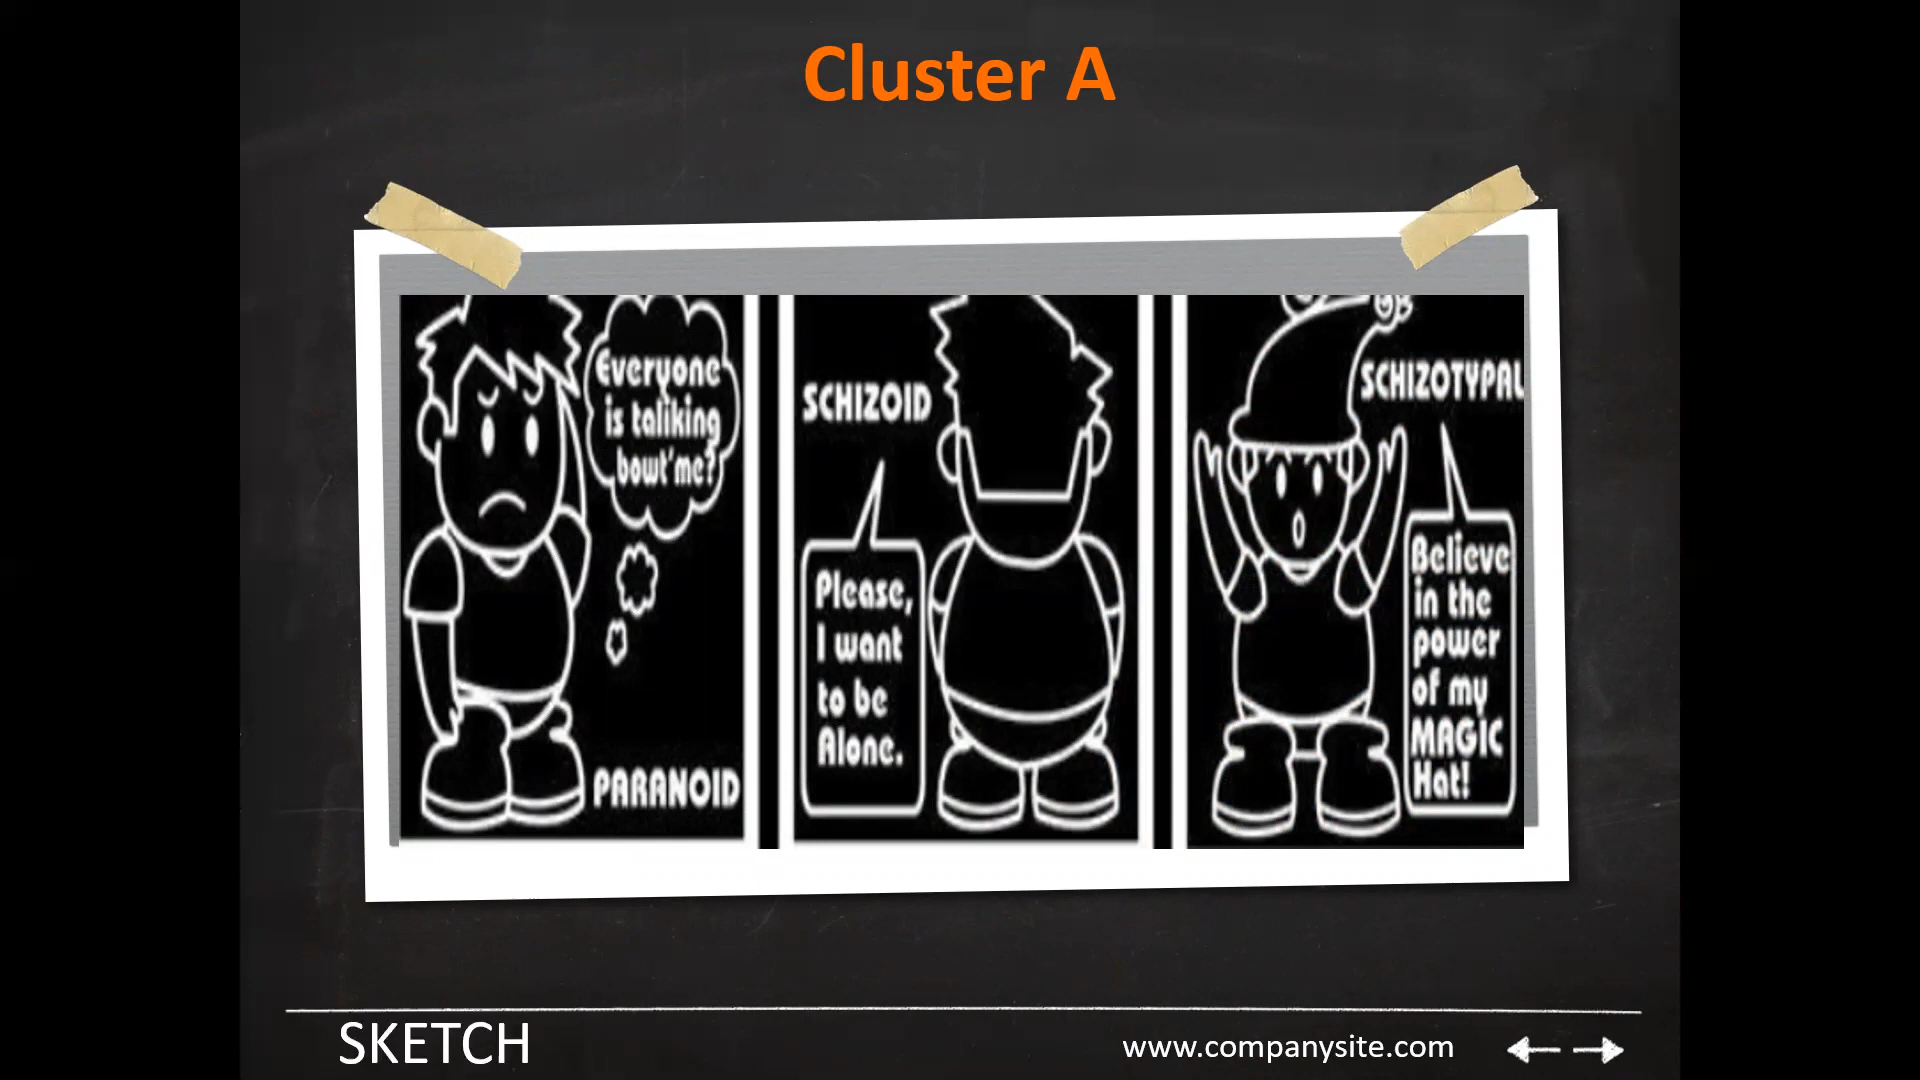 Cluster A
Everyone
is taliking
bowt'me?
PARANOID
SCHIZOID
Please,
I want
to be
Alone.
SCHIZOTYPAL
Believe
in the
power
of my
MAGIC
Hat!
SKETCH
www.companysite.com